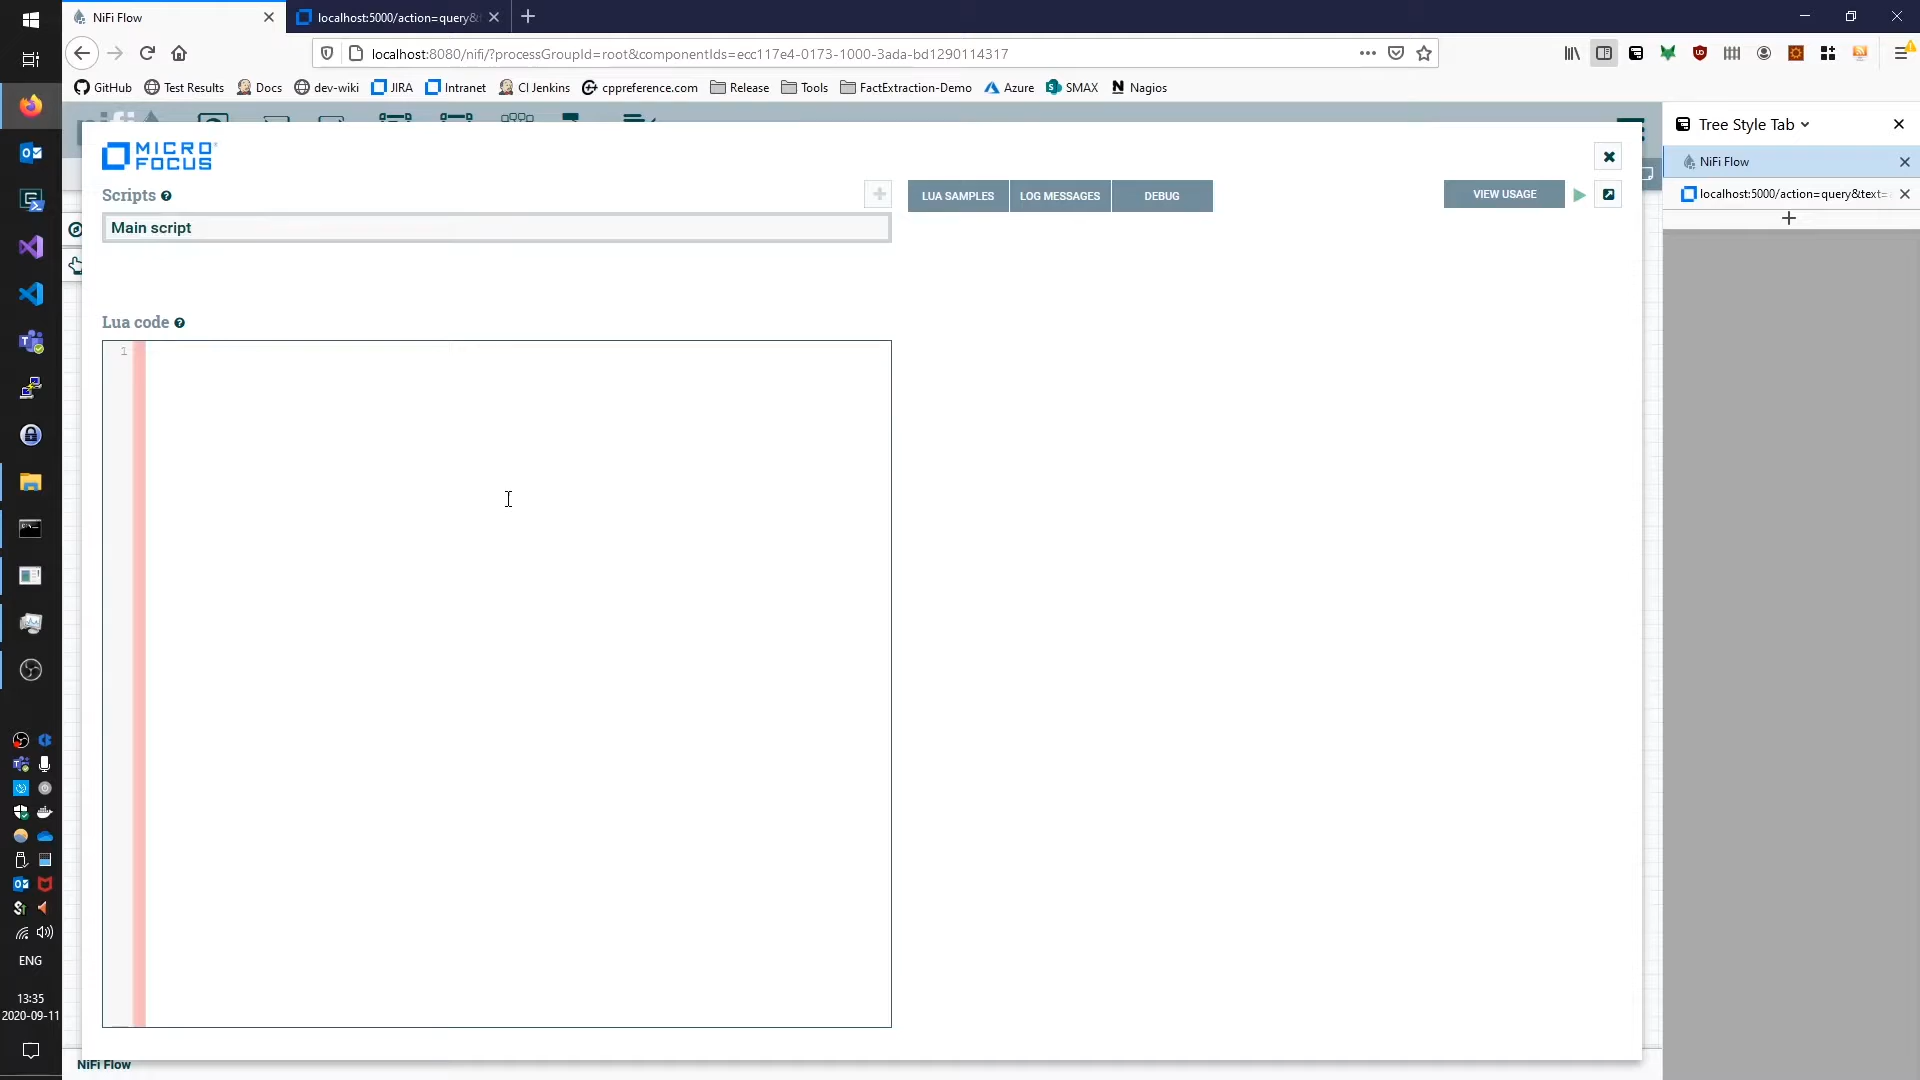 NiFi Flow
localhost:5000/action=query&t
localhost:8080/nifi/?processGroupId=root&componentIds=ecc117e4-0173-1000-3ada-bd1290114317
GitHub
Test Results
Docs
dev-wiki
JIRA
Intranet
CI Jenkins
cppreference.com
Release
Tools
FactExtraction-Demo
Azure
SMAX
Nagios
Tree Style Tab
NiFi Flow
localhost:5000/action=query&text=
MICRO
FOCUS
Scripts
LUA SAMPLES
LOG MESSAGES
DEBUG
VIEW USAGE
Main script
Lua code
1
ENG
13:35
2020-09-11
NiFi Flow